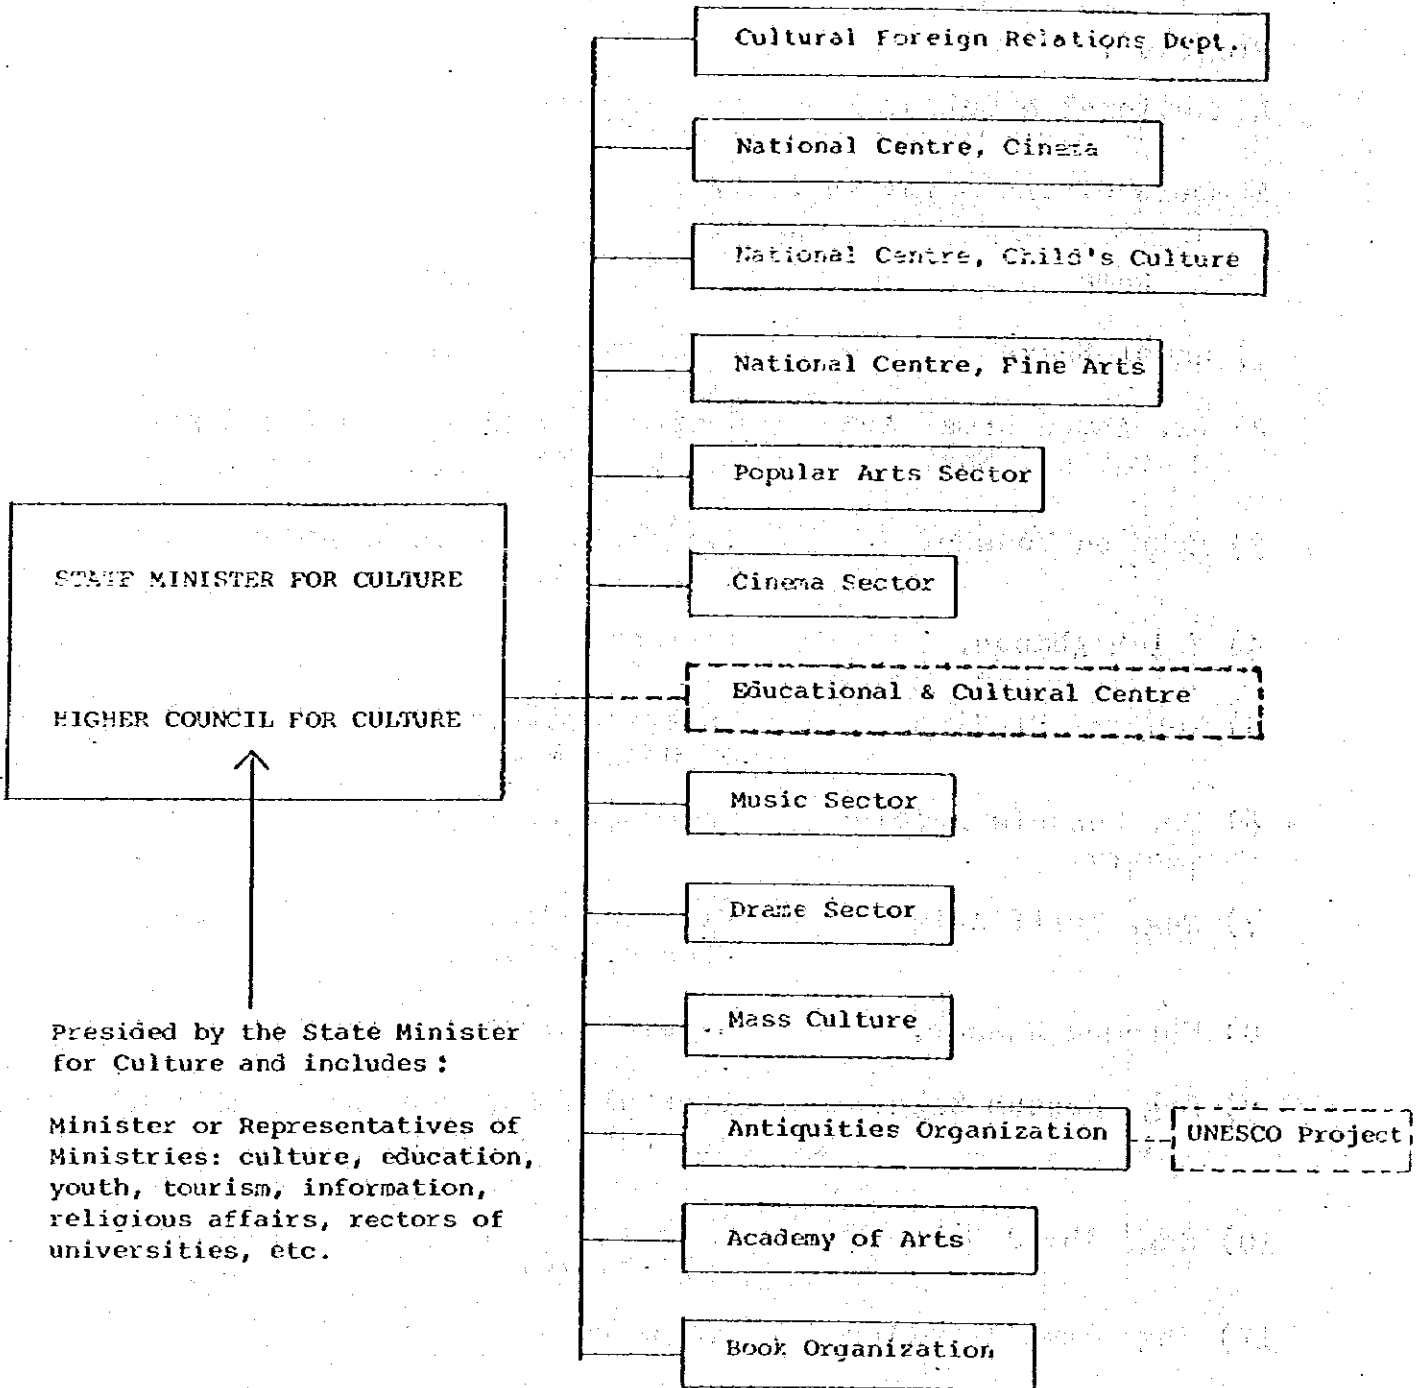 Cultural Foreign Relations Dept.
National Centre, Cinema
National Centre, Child's Culture
National Centre, Fine Arts
Popular Arts Sector
STATE MINISTER FOR CULTURE
Cinema Sector
Educational & Cultural Centre
HIGHER COUNCIL FOR CULTURE
Music Sector
Drame Sector
Mass Culture
Presided by the State Minister
for Culture and includes :
Minister or Representatives of
Ministries: culture, education,
youth, tourism, information,
religious affairs, rectors of
universities, etc.
Antiquities Organization
UNESCO Project
Academy of Arts
Book Organization